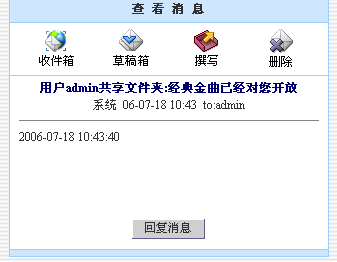 查 看 消 息
收件箱 草稿箱 撰写 删除
用户admin共享文件夹:经典金曲已经对您开放
系统 06-07-18 10:43 to:admin
2006-07-18 10:43:40
回复消息